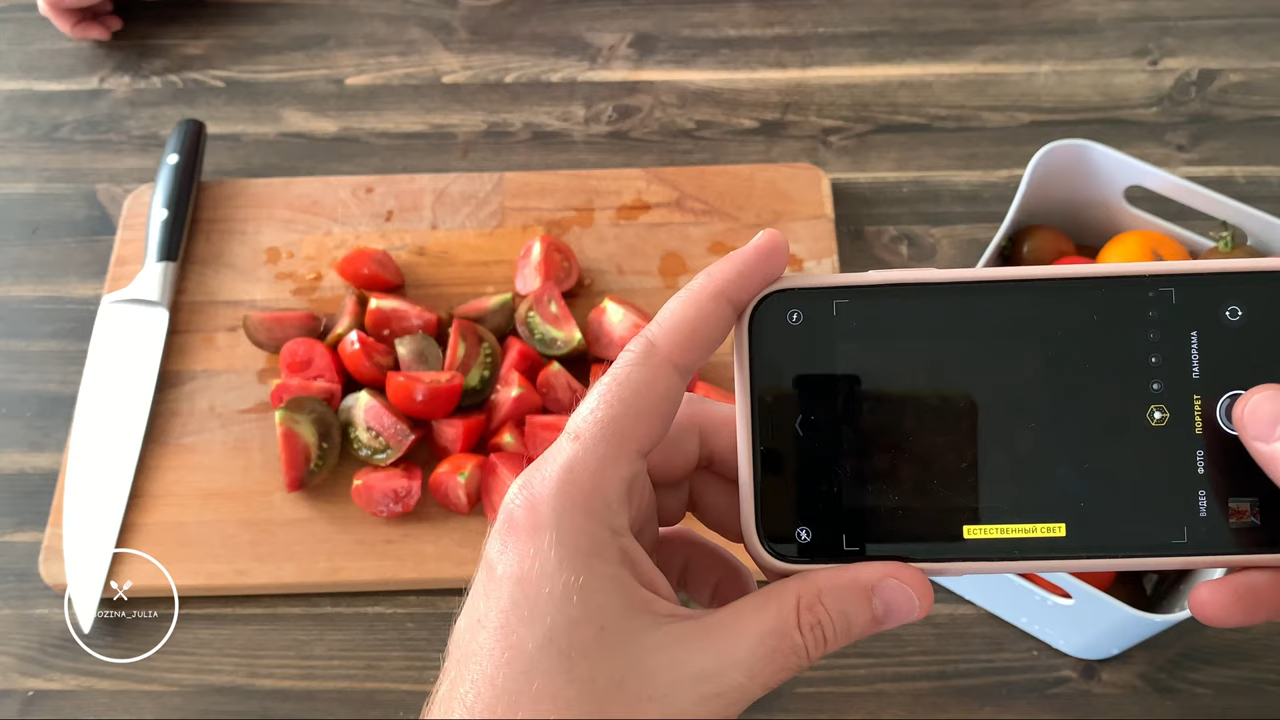 ПАНОРАМА
ПОРТРЕТ
ФОТО
ВИДЕО
ЕСТЕСТВЕННЫЙ СВЕТ
OZINA_JULIA